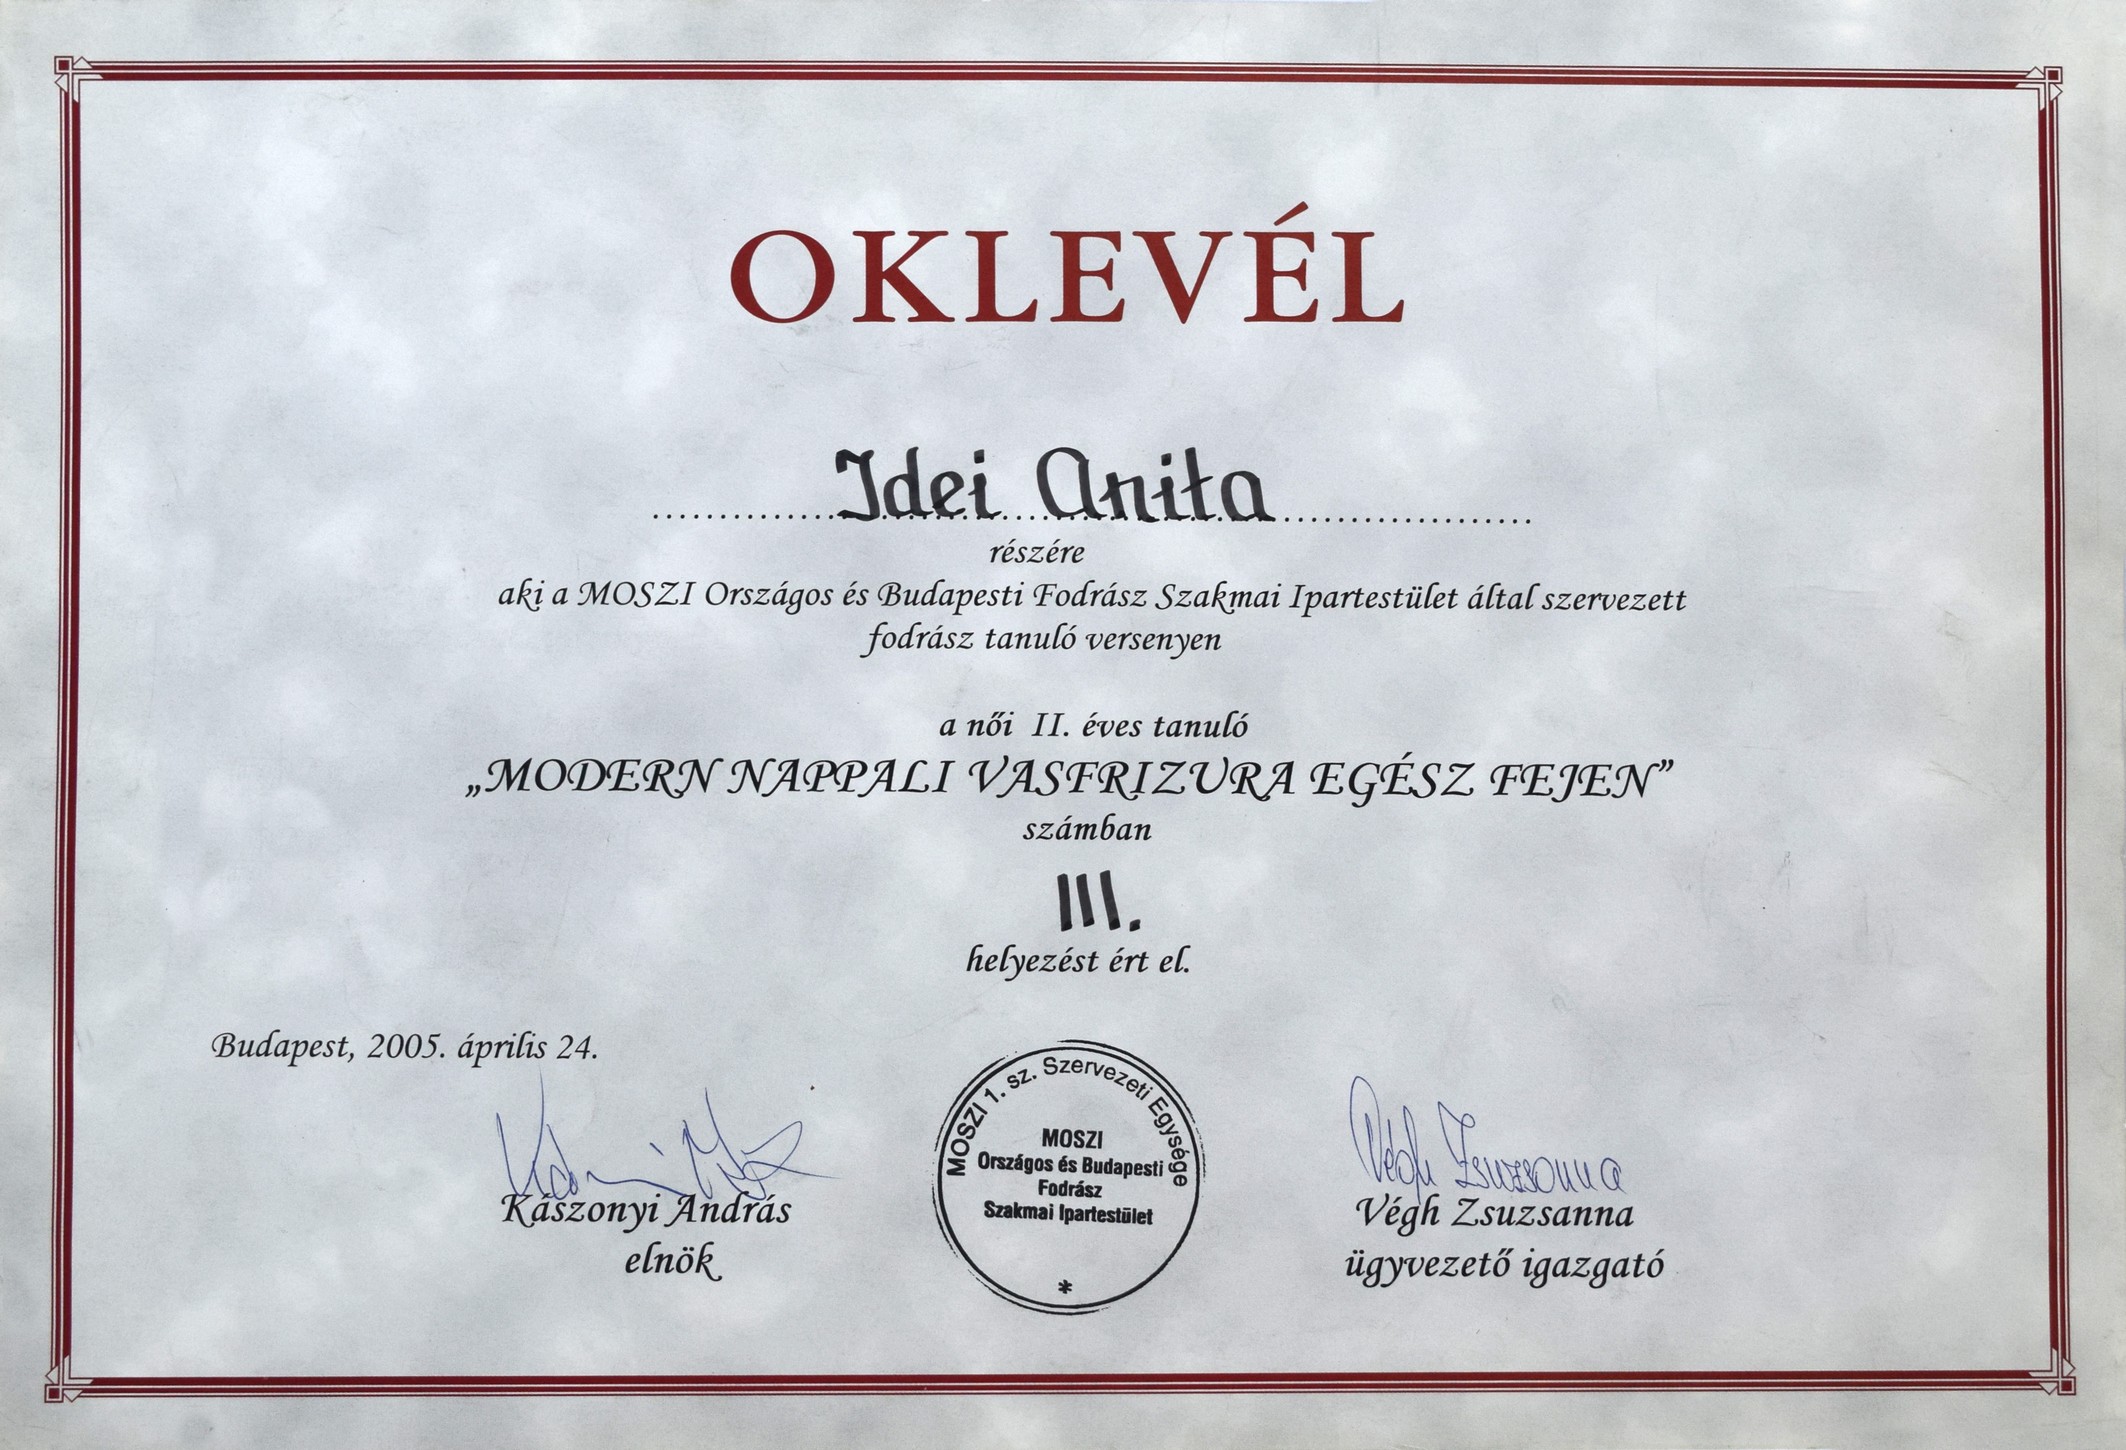 OKLEVÉL
Idei Anita
részére
aki a MOSZI Országos és Budapesti Fodrász Szakmai Ipartestület által szervezett
fodrász tanuló versenyen
a női II. éves tanuló
„MODERN NAPPALI VASFRIZURA EGÉSZ FEJEN”
számban
III.
helyezést ért el.
Budapest, 2005. április 24.
MOSZI 1. sz. Szervezeti Egysége
MOSZI
Országos és Budapesti
Fodrász
Szakmai Ipartestület
*
Végh Zsuzsanna
Kászonyi András
elnök
Végh Zsuzsanna
ügyvezető igazgató